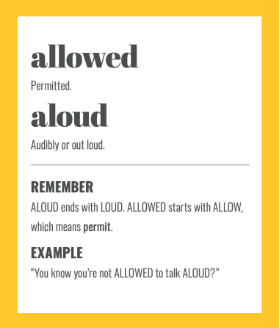 allowed
Permitted.
aloud
Audibly or out loud.
REMEMBER
ALOUD ends with LOUD. ALLOWED starts with ALLOW,
which means permit.
EXAMPLE
"You know you're not ALLOWED to talk ALOUD?"